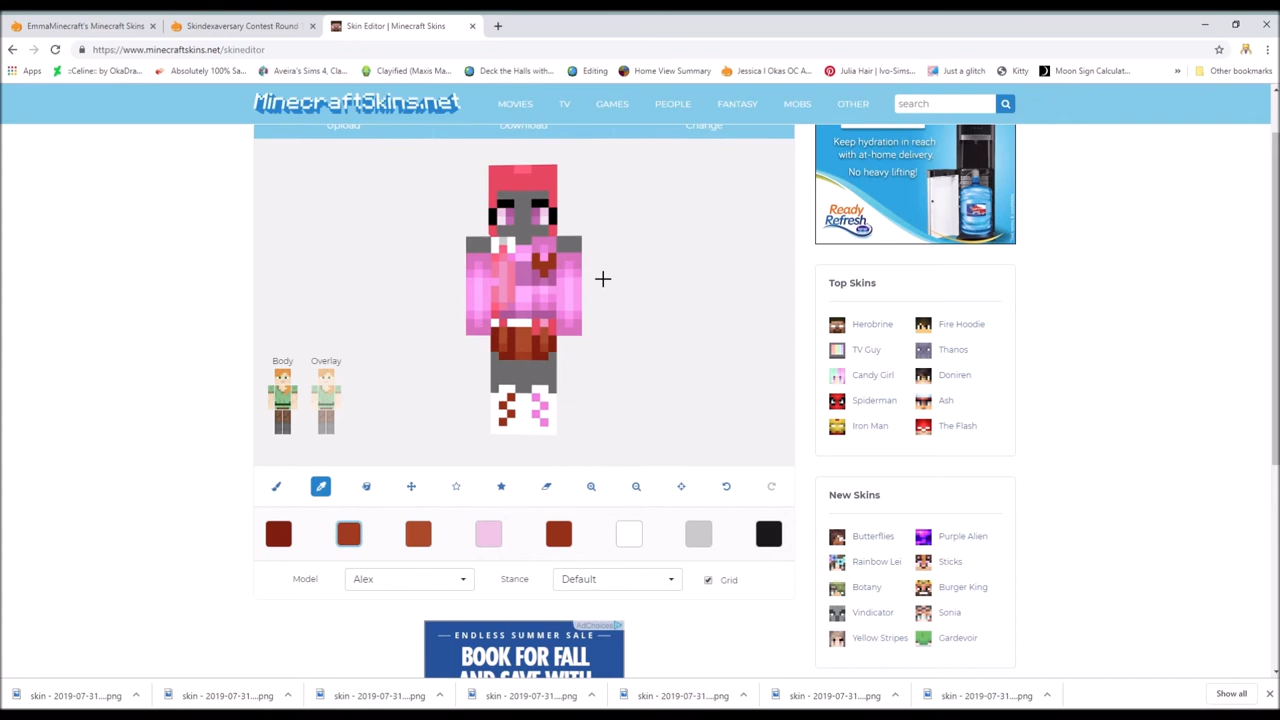 EmmaMinecraft's Minecraft Skins
Skindexaversary Contest Round
Skin Editor | Minecraft Skins
https://www.minecraftskins.net/skineditor
Apps
::Celine:: by OkaDra...
Absolutely 100% Sa...
Aveira's Sims 4, Cla...
Clayified (Maxis Ma...
Deck the Halls with...
Editing
Home View Summary
Jessica I Okas OC A...
Julia Hair | Ivo-Sims...
Just a glitch
Kitty
Moon Sign Calculat...
»
Other bookmarks
MinecraftSkins.net
MOVIES TV GAMES PEOPLE FANTASY MOBS OTHER
search
Upload Download Change
Keep hydration in reach
with at-home delivery.
No heavy lifting!
Ready
Refresh
Body Overlay
Top Skins
Herobrine Fire Hoodie
TV Guy Thanos
Candy Girl Doniren
Spiderman Ash
Iron Man The Flash
New Skins
Butterflies Purple Alien
Rainbow Lei Sticks
Botany Burger King
Vindicator Sonia
Yellow Stripes Gardevoir
Model Alex Stance Default Grid
AdChoices
ENDLESS SUMMER SALE
BOOK FOR FALL
AND SAVE WITH
skin - 2019-07-31....png skin - 2019-07-31....png skin - 2019-07-31....png skin - 2019-07-31....png skin - 2019-07-31....png skin - 2019-07-31....png skin - 2019-07-31....png Show all